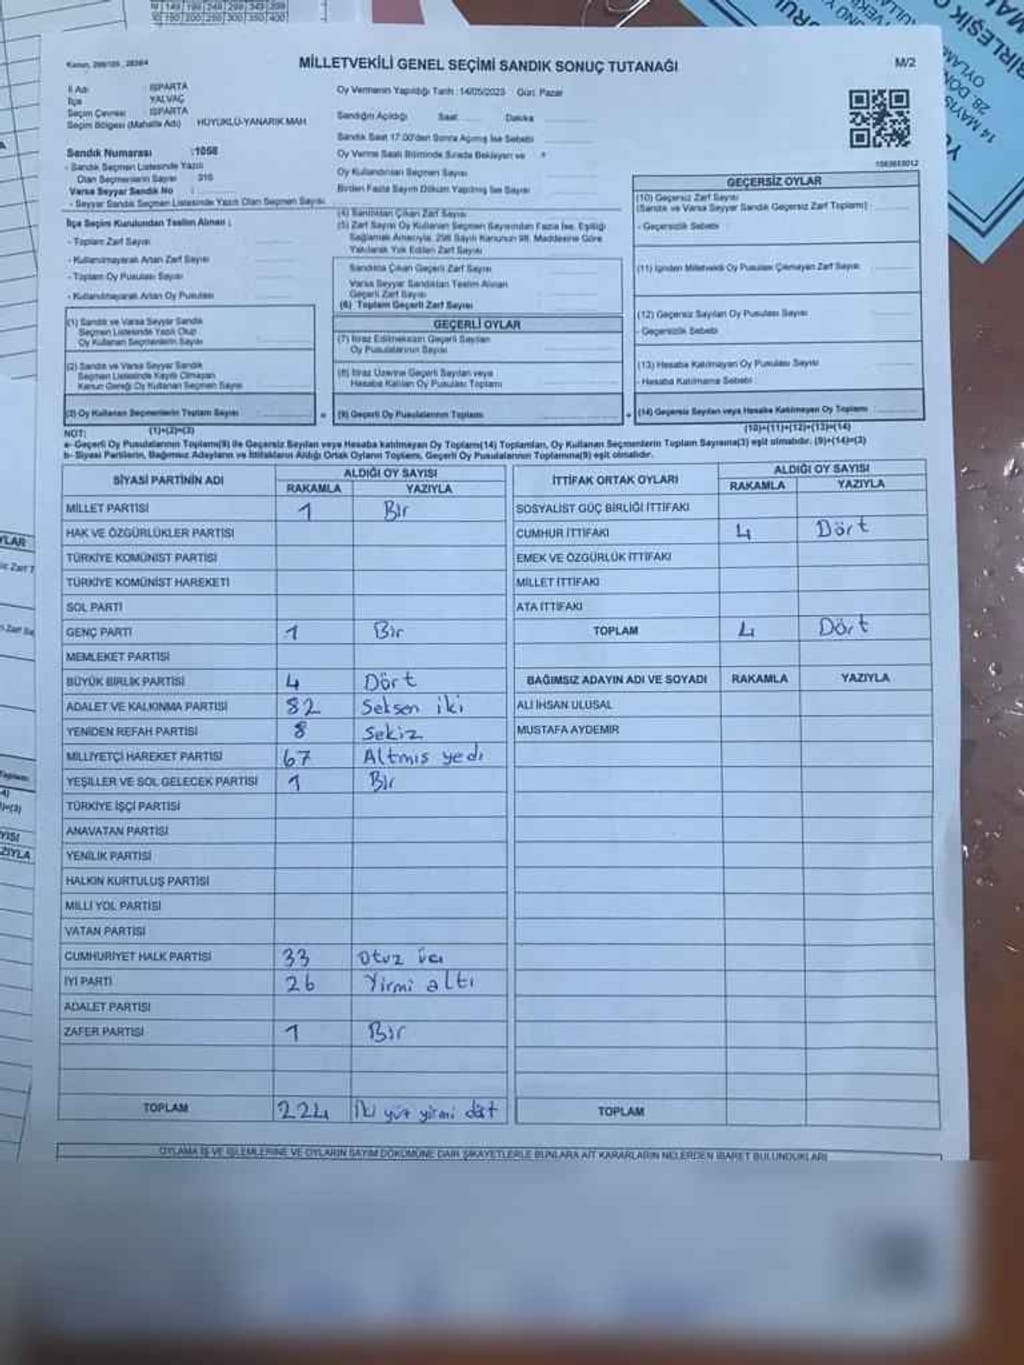 Kanun, 298/105, 2839/4
MİLLETVEKİLİ GENEL SEÇİMİ SANDIK SONUÇ TUTANAĞI
M/2
İl Adı : ISPARTA
İlçe : YALVAÇ
Seçim Çevresi : ISPARTA
Seçim Bölgesi (Mahalle Adı) HÜYÜKLÜ-YANARIK MAH
Oy Vermenin Yapıldığı Tarih :14/05/2023 Gün: Pazar
Sandığın Açıldığı Saat Dakika
Sandık Saat 17:00'den Sonra Açılmış İse Sebebi
Oy Verme Saati Bitiminde Sırada Bekleyen ve
Oy Kullandırılan Seçmen Sayısı
Birden Fazla Sayım Döküm Yapılmış İse Sayısı
Sandık Numarası :1058
- Sandık Seçmen Listesinde Yazılı
Olan Seçmenlerin Sayısı
Varsa Seyyar Sandık No :
- Seyyar Sandık Seçmen Listesinde Yazılı Olan Seçmen Sayısı
İlçe Seçim Kurulundan Teslim Alınan :
- Toplam Zarf Sayısı
- Kullanılmayarak Artan Zarf Sayısı
- Toplam Oy Pusulası Sayısı
- Kullanılmayarak Artan Oy Pusulası
(1) Sandık ve Varsa Seyyar Sandık
Seçmen Listesinde Yazılı Olup
Oy Kullanan Seçmenlerin Sayısı
(2) Sandık ve Varsa Seyyar Sandık
Seçmen Listesinde Kayıtlı Olmayan
Kanun Gereği Oy Kullanan Seçmen Sayısı
(3) Oy Kullanan Seçmenlerin Toplam Sayısı
(4) Sandıktan Çıkan Zarf Sayısı
(5) Zarf Sayısı Oy Kullanan Seçmen Sayısından Fazla İse, Eşitliği
Sağlamak Amacıyla, 298 Sayılı Kanunun 98. Maddesine Göre
Yakılarak Yok Edilen Zarf Sayısı
Sandıkta Çıkan Geçerli Zarf Sayısı
Varsa Seyyar Sandıktan Teslim Alınan
Geçerli Zarf Sayısı
(6) Toplam Geçerli Zarf Sayısı
GEÇERLİ OYLAR
(7) İtiraz Edilmeksizin Geçerli Sayılan
Oy Pusulalarının Sayısı
(8) İtiraz Üzerine Geçerli Sayılan veya
Hesaba Katılan Oy Pusulası Toplamı
= (9) Geçerli Oy Pusulalarının Toplamı
GEÇERSİZ OYLAR
(10) Geçersiz Zarf Sayısı
(Sandık ve Varsa Seyyar Sandık Geçersiz Zarf Toplamı)
- Geçersizlik Sebebi
(11) İçinden Milletvekili Oy Pusulası Çıkmayan Zarf Sayısı
(12) Geçersiz Sayılan Oy Pusulası Sayısı
- Geçersizlik Sebebi
(13) Hesaba Katılmayan Oy Pusulası Sayısı
- Hesaba Katılmama Sebebi
+ (14) Geçersiz Sayılan veya Hesaba Katılmayan Oy Toplamı
NOT: (1)+(2)=(3) (10)+(11)+(12)+(13)=(14)
a- Geçerli Oy Pusulalarının Toplamı(9) ile Geçersiz Sayılan veya Hesaba katılmayan Oy Toplamı(14) Toplamları, Oy Kullanan Seçmenlerin Toplam Sayısına(3) eşit olmalıdır. (9)+(14)=(3)
b- Siyasi Partilerin, Bağımsız Adayların ve İttifakların Aldığı Ortak Oyların Toplamı, Geçerli Oy Pusulalarının Toplamına(9) eşit olmalıdır.
SİYASİ PARTİNİN ADI ALDIĞI OY SAYISI
RAKAMLA YAZIYLA
MİLLET PARTİSİ 1 Bir
HAK VE ÖZGÜRLÜKLER PARTİSİ
TÜRKİYE KOMÜNİST PARTİSİ
TÜRKİYE KOMÜNİST HAREKETİ
SOL PARTİ
GENÇ PARTİ 1 Bir
MEMLEKET PARTİSİ
BÜYÜK BİRLİK PARTİSİ 4 Dört
ADALET VE KALKINMA PARTİSİ 82 Seksen iki
YENİDEN REFAH PARTİSİ 8 Sekiz
MİLLİYETÇİ HAREKET PARTİSİ 67 Altmıs yedi
YEŞİLLER VE SOL GELECEK PARTİSİ 1 Bir
TÜRKİYE İŞÇİ PARTİSİ
ANAVATAN PARTİSİ
YENİLİK PARTİSİ
HALKIN KURTULUŞ PARTİSİ
MİLLİ YOL PARTİSİ
VATAN PARTİSİ
CUMHURİYET HALK PARTİSİ 33 Otuz üç
İYİ PARTİ 26 Yirmi altı
ADALET PARTİSİ
ZAFER PARTİSİ 1 Bir
TOPLAM 224 İki yüz yirmi dört
İTTİFAK ORTAK OYLARI ALDIĞI OY SAYISI
RAKAMLA YAZIYLA
SOSYALİST GÜÇ BİRLİĞİ İTTİFAKI
CUMHUR İTTİFAKI 4 Dört
EMEK VE ÖZGÜRLÜK İTTİFAKI
MİLLET İTTİFAKI
ATA İTTİFAKI
TOPLAM 4 Dört
BAĞIMSIZ ADAYIN ADI VE SOYADI RAKAMLA YAZIYLA
ALİ İHSAN ULUSAL
MUSTAFA AYDEMİR
TOPLAM
OYLAMA İŞ VE İŞLEMLERİNE VE OYLARIN SAYIM DÖKÜMÜNE DAİR ŞİKAYETLERLE BUNLARA AİT KARARLARIN NELERDEN İBARET BULUNDUKLARI